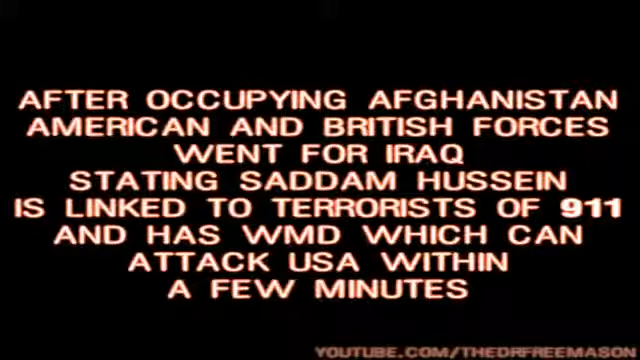 AFTER OCCUPYING AFGHANISTAN
AMERICAN AND BRITISH FORCES
WENT FOR IRAQ
STATING SADDAM HUSSEIN
IS LINKED TO TERRORISTS OF 911
AND HAS WMD WHICH CAN
ATTACK USA WITHIN
A FEW MINUTES
YOUTUBE.COM/THEDRFREEMASON